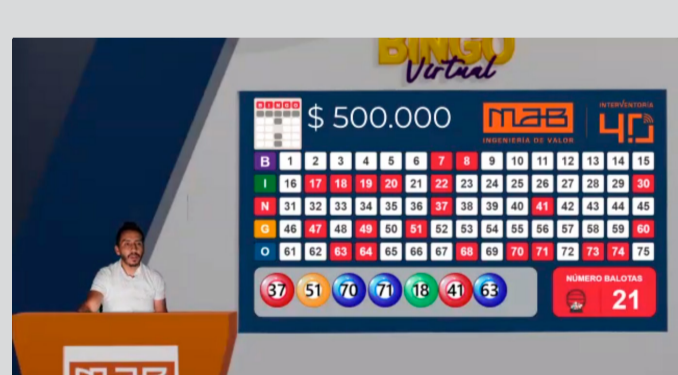 BINGO
Virtual
B I N G O
$ 500.000
MAB
INGENIERÍA DE VALOR
INTERVENTORÍA
4.0
B 1 2 3 4 5 6 7 8 9 10 11 12 13 14 15
I 16 17 18 19 20 21 22 23 24 25 26 27 28 29 30
N 31 32 33 34 35 36 37 38 39 40 41 42 43 44 45
G 46 47 48 49 50 51 52 53 54 55 56 57 58 59 60
O 61 62 63 64 65 66 67 68 69 70 71 72 73 74 75
37 51 70 71 18 41 63
NÚMERO BALOTAS
21
MAB